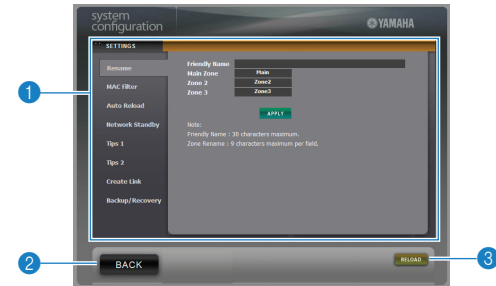 system
configuration
YAMAHA
SETTINGS
Rename
MAC Filter
Auto Reload
Network Standby
Tips 1
Tips 2
Create Link
Backup/Recovery
Friendly Name
Main Zone Main
Zone 2 Zone2
Zone 3 Zone3
APPLY
Note:
Friendly Name : 30 characters maximum.
Zone Rename : 9 characters maximum per field.
1
2
BACK
RELOAD
3